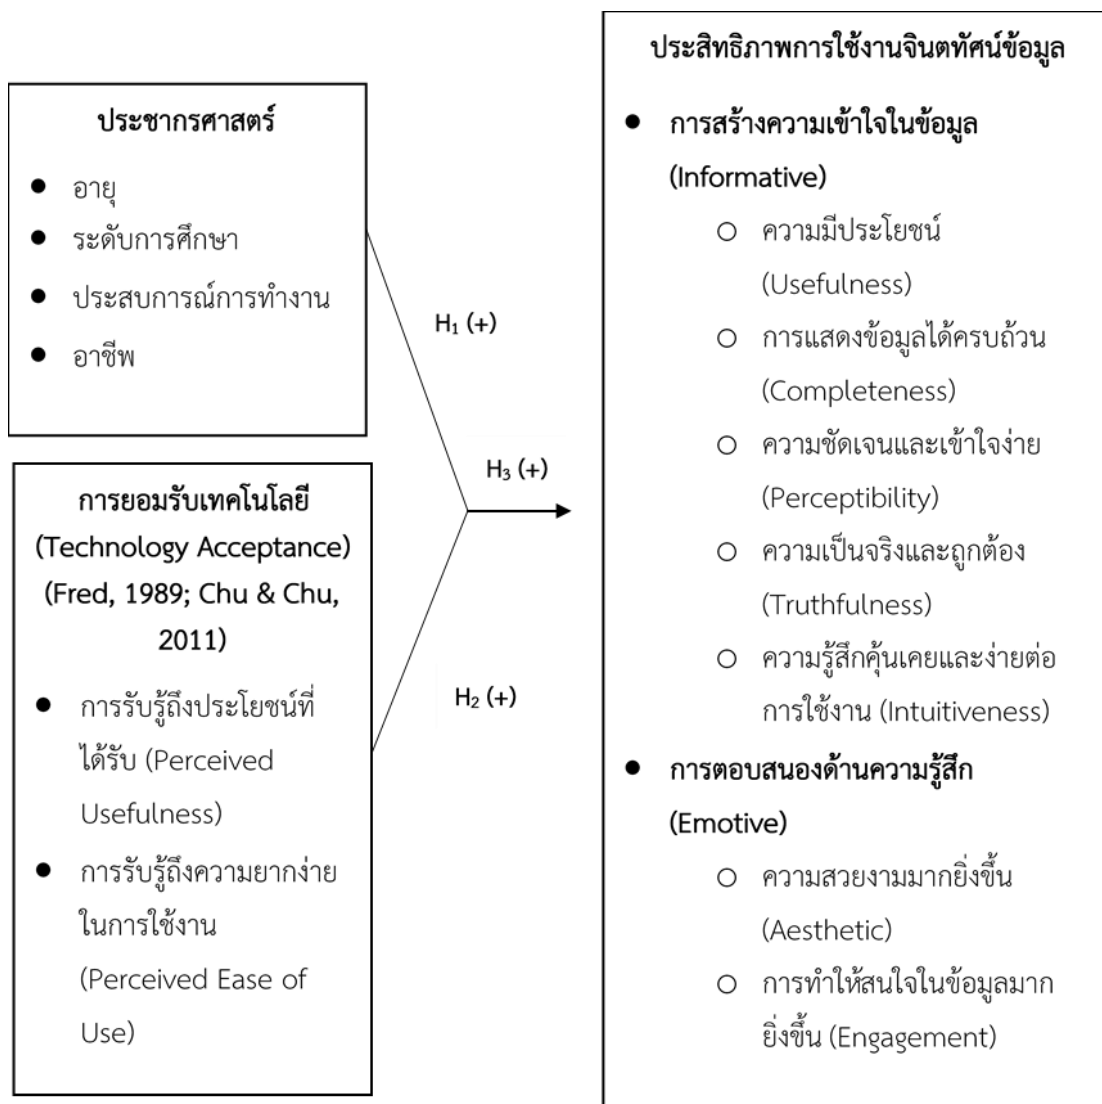 ประชากรศาสตร์
● อายุ
● ระดับการศึกษา
● ประสบการณ์การทำงาน
● อาชีพ
การยอมรับเทคโนโลยี
(Technology Acceptance)
(Fred, 1989; Chu & Chu,
2011)
● การรับรู้ถึงประโยชน์ที่
ได้รับ (Perceived
Usefulness)
● การรับรู้ถึงความยากง่าย
ในการใช้งาน
(Perceived Ease of
Use)
H₁ (+)
H₃ (+)
H₂ (+)
ประสิทธิภาพการใช้งานจินตทัศน์ข้อมูล
● การสร้างความเข้าใจในข้อมูล
(Informative)
○ ความมีประโยชน์
(Usefulness)
○ การแสดงข้อมูลได้ครบถ้วน
(Completeness)
○ ความชัดเจนและเข้าใจง่าย
(Perceptibility)
○ ความเป็นจริงและถูกต้อง
(Truthfulness)
○ ความรู้สึกคุ้นเคยและง่ายต่อ
การใช้งาน (Intuitiveness)
● การตอบสนองด้านความรู้สึก
(Emotive)
○ ความสวยงามมากยิ่งขึ้น
(Aesthetic)
○ การทำให้สนใจในข้อมูลมาก
ยิ่งขึ้น (Engagement)